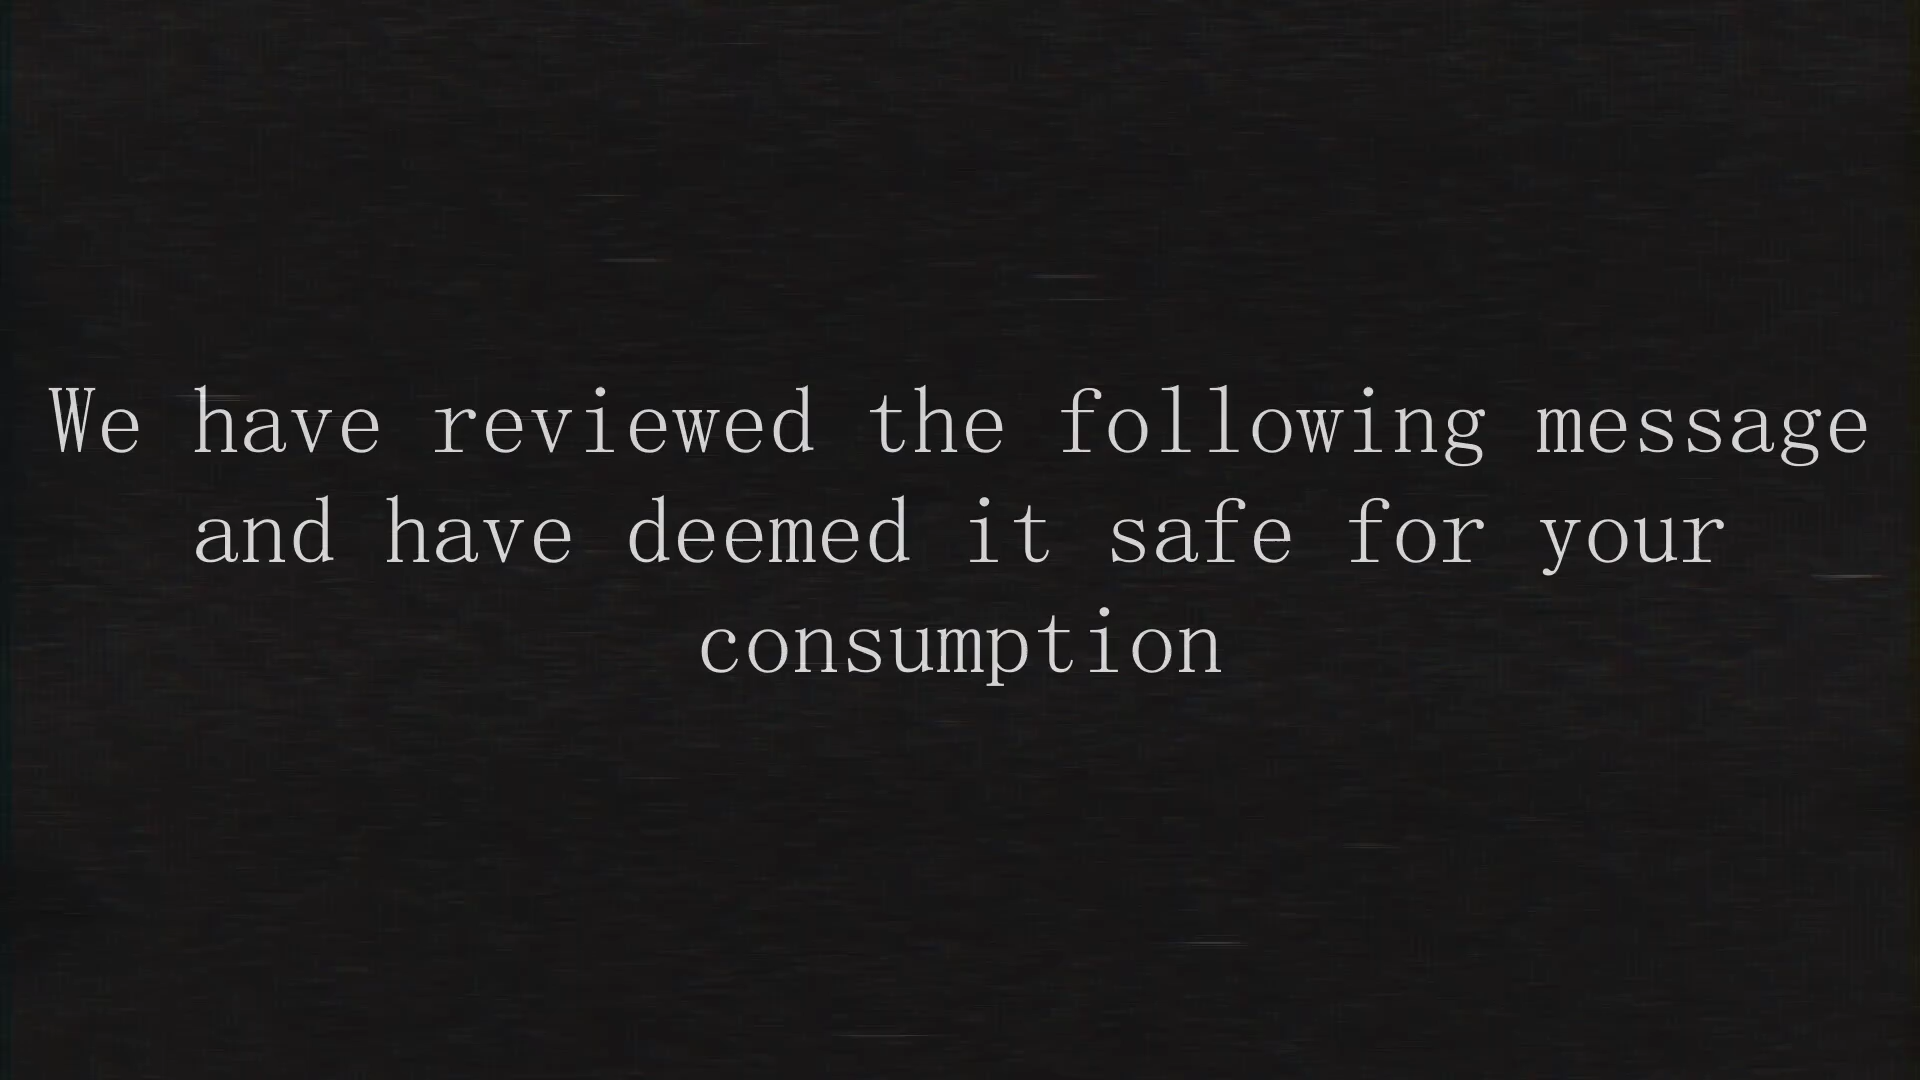 We have reviewed the following message
and have deemed it safe for your
consumption